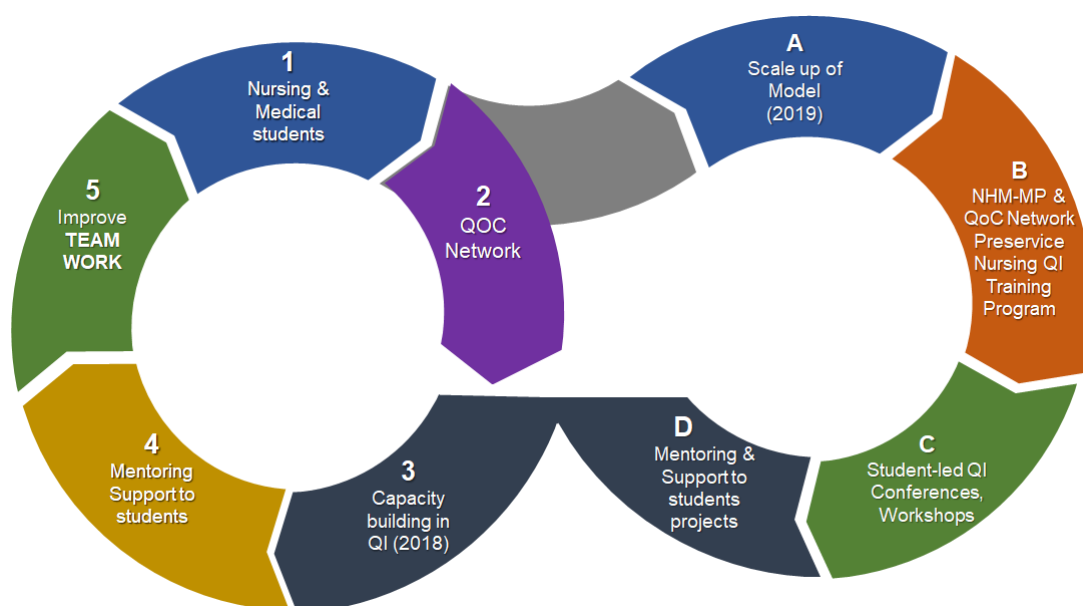 1
Nursing &
Medical
students
2
QOC
Network
3
Capacity
building in
QI (2018)
4
Mentoring
Support to
students
5
Improve
TEAM
WORK
A
Scale up of
Model
(2019)
B
NHM-MP &
QoC Network
Preservice
Nursing QI
Training
Program
C
Student-led QI
Conferences,
Workshops
D
Mentoring &
Support to
students
projects